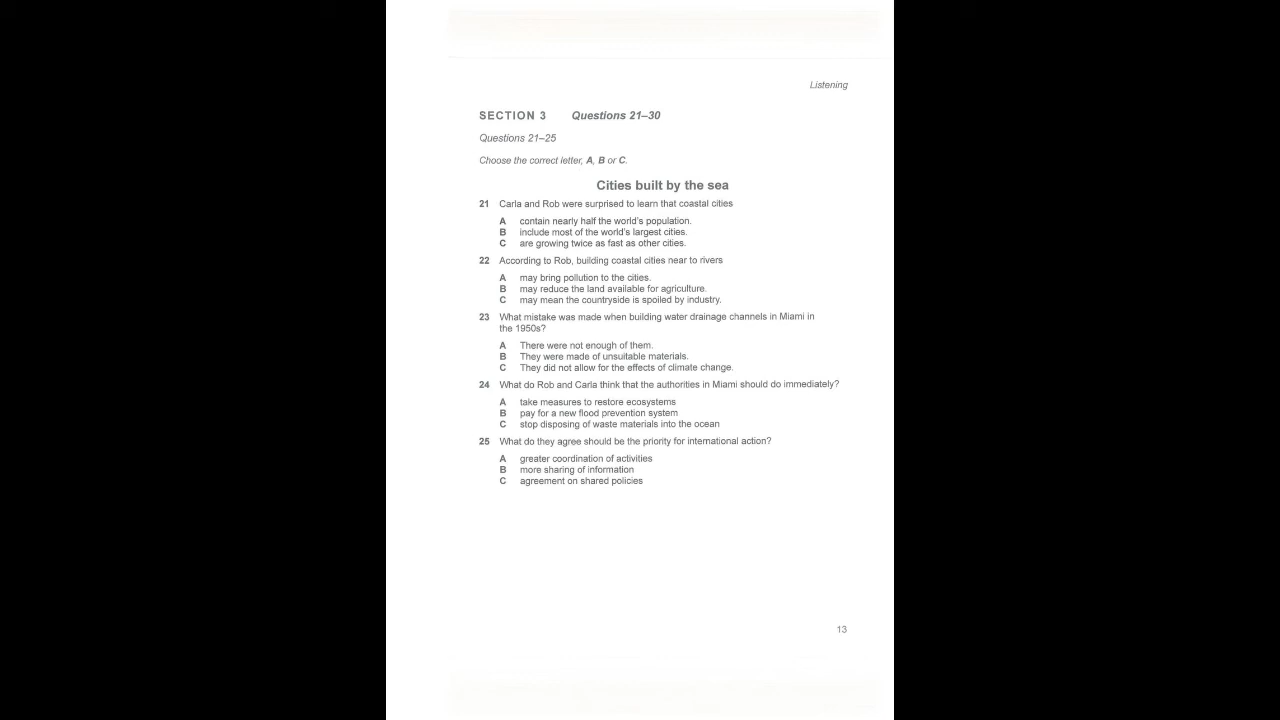 Listening
SECTION 3 Questions 21–30
Questions 21–25
Choose the correct letter, A, B or C.
Cities built by the sea
21 Carla and Rob were surprised to learn that coastal cities
A contain nearly half the world's population.
B include most of the world's largest cities.
C are growing twice as fast as other cities.
22 According to Rob, building coastal cities near to rivers
A may bring pollution to the cities.
B may reduce the land available for agriculture.
C may mean the countryside is spoiled by industry.
23 What mistake was made when building water drainage channels in Miami in
the 1950s?
A There were not enough of them.
B They were made of unsuitable materials.
C They did not allow for the effects of climate change.
24 What do Rob and Carla think that the authorities in Miami should do immediately?
A take measures to restore ecosystems
B pay for a new flood prevention system
C stop disposing of waste materials into the ocean
25 What do they agree should be the priority for international action?
A greater coordination of activities
B more sharing of information
C agreement on shared policies
13